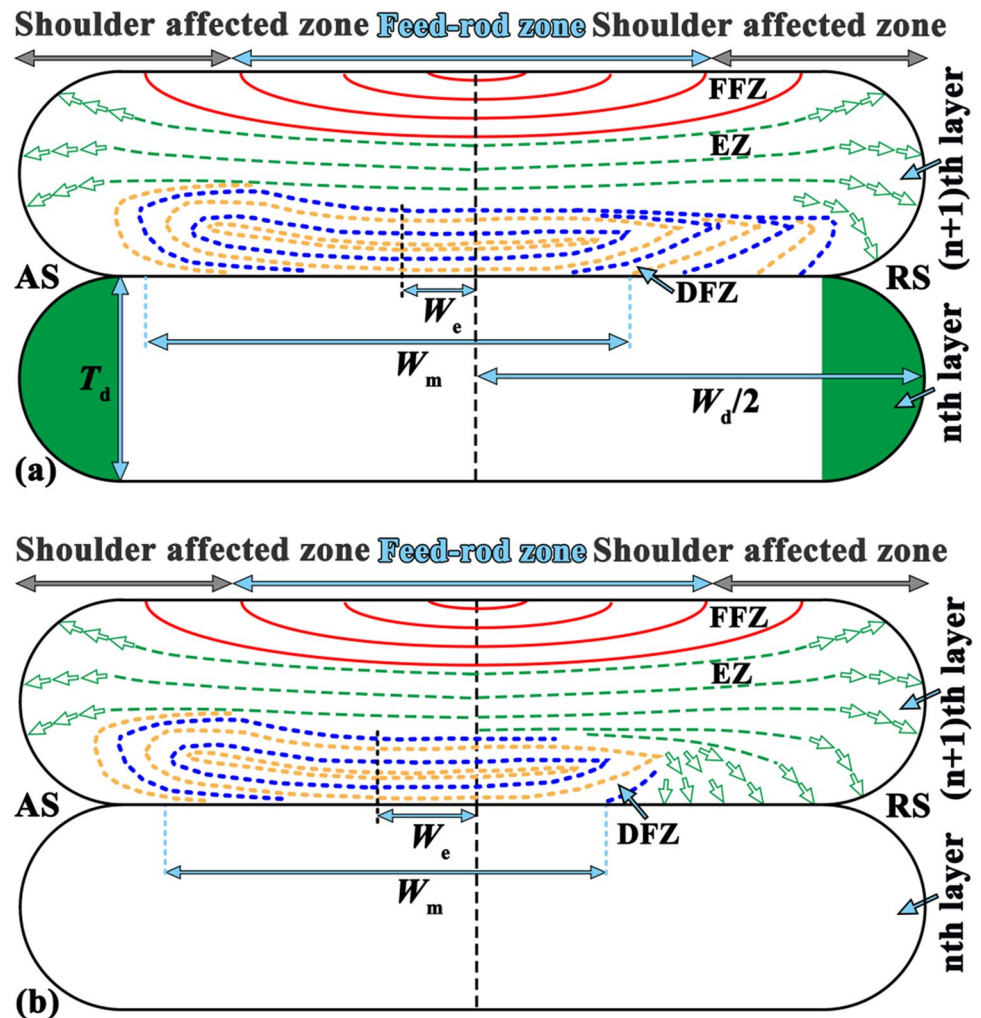 Shoulder affected zone Feed-rod zone Shoulder affected zone
FFZ
EZ
(n+1)th layer
AS
RS
DFZ
We
Wm
Td
Wd/2
nth layer
(a)
Shoulder affected zone Feed-rod zone Shoulder affected zone
FFZ
EZ
(n+1)th layer
AS
RS
DFZ
We
Wm
nth layer
(b)